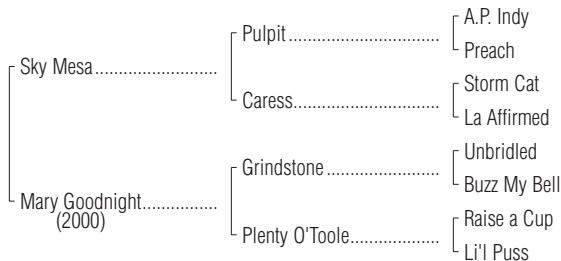 A.P. Indy
Pulpit
Preach
Sky Mesa
Storm Cat
Caress
La Affirmed
Unbridled
Grindstone
Buzz My Bell
Mary Goodnight
(2000)
Raise a Cup
Plenty O'Toole
Li'l Puss